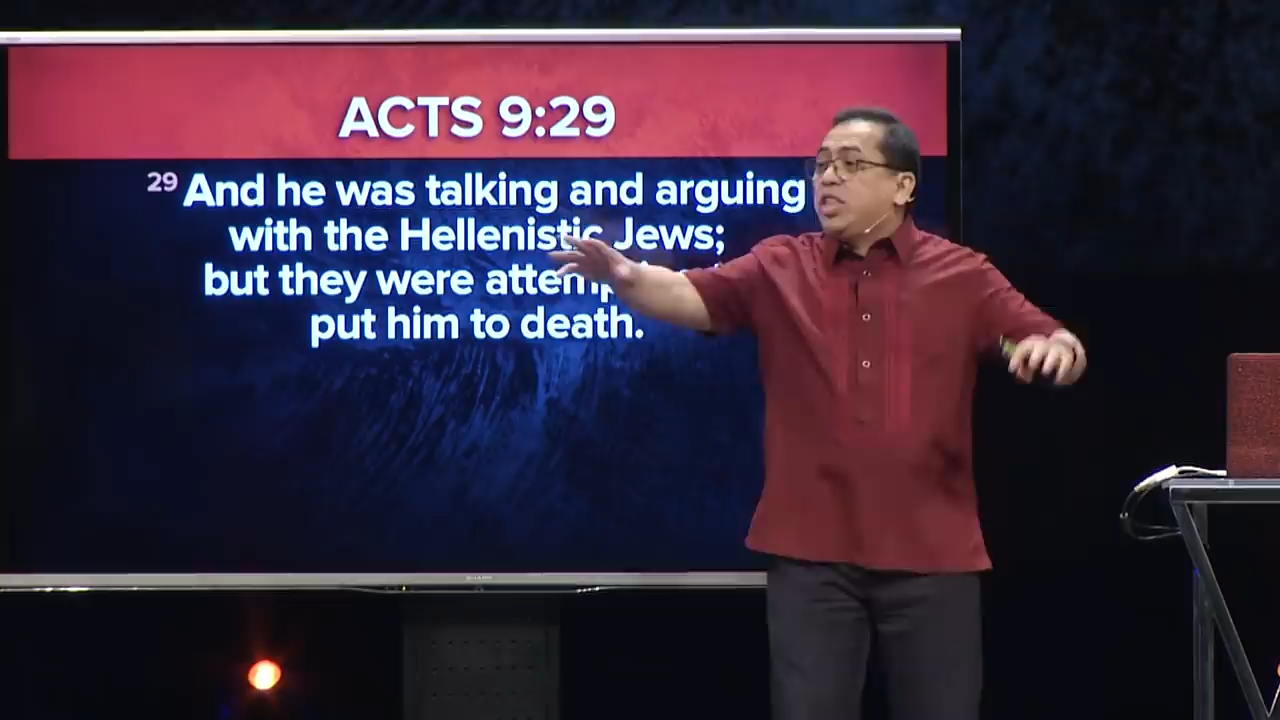 ACTS 9:29
29 And he was talking and arguing
with the Hellenistic Jews;
but they were
put him to death.
SHARP